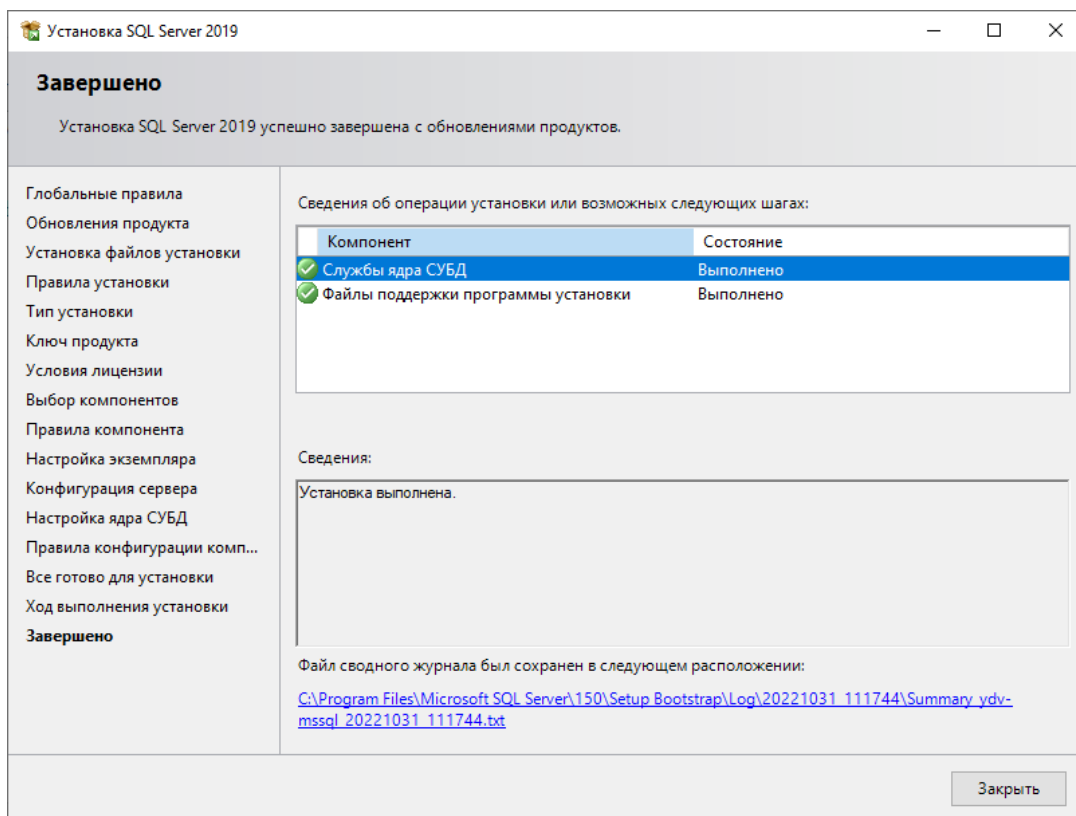 Установка SQL Server 2019
Завершено
Установка SQL Server 2019 успешно завершена с обновлениями продуктов.
Глобальные правила
Обновления продукта
Установка файлов установки
Правила установки
Тип установки
Ключ продукта
Условия лицензии
Выбор компонентов
Правила компонента
Настройка экземпляра
Конфигурация сервера
Настройка ядра СУБД
Правила конфигурации комп...
Все готово для установки
Ход выполнения установки
Завершено
Сведения об операции установки или возможных следующих шагах:
Компонент Состояние
Службы ядра СУБД Выполнено
Файлы поддержки программы установки Выполнено
Сведения:
Установка выполнена.
Файл сводного журнала был сохранен в следующем расположении:
C:\Program Files\Microsoft SQL Server\150\Setup Bootstrap\Log\20221031_111744\Summary_ydv-
mssql_20221031_111744.txt
Закрыть